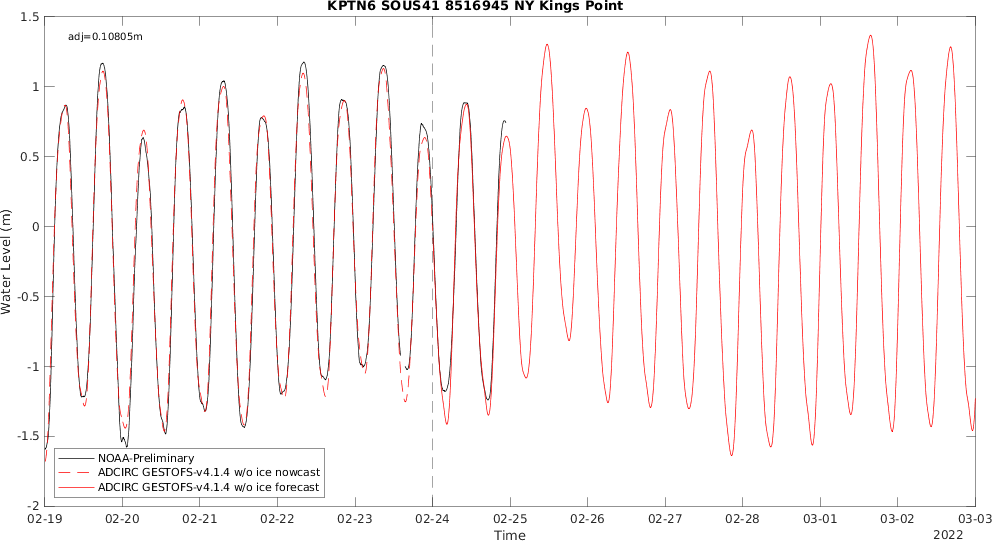 KPTN6 SOUS41 8516945 NY Kings Point
adj=0.10805m
1.5
1
0.5
0
-0.5
-1
-1.5
-2
Water Level (m)
NOAA-Preliminary
ADCIRC GESTOFS-v4.1.4 w/o ice nowcast
ADCIRC GESTOFS-v4.1.4 w/o ice forecast
02-19 02-20 02-21 02-22 02-23 02-24 02-25 02-26 02-27 02-28 03-01 03-02 03-03
Time
2022